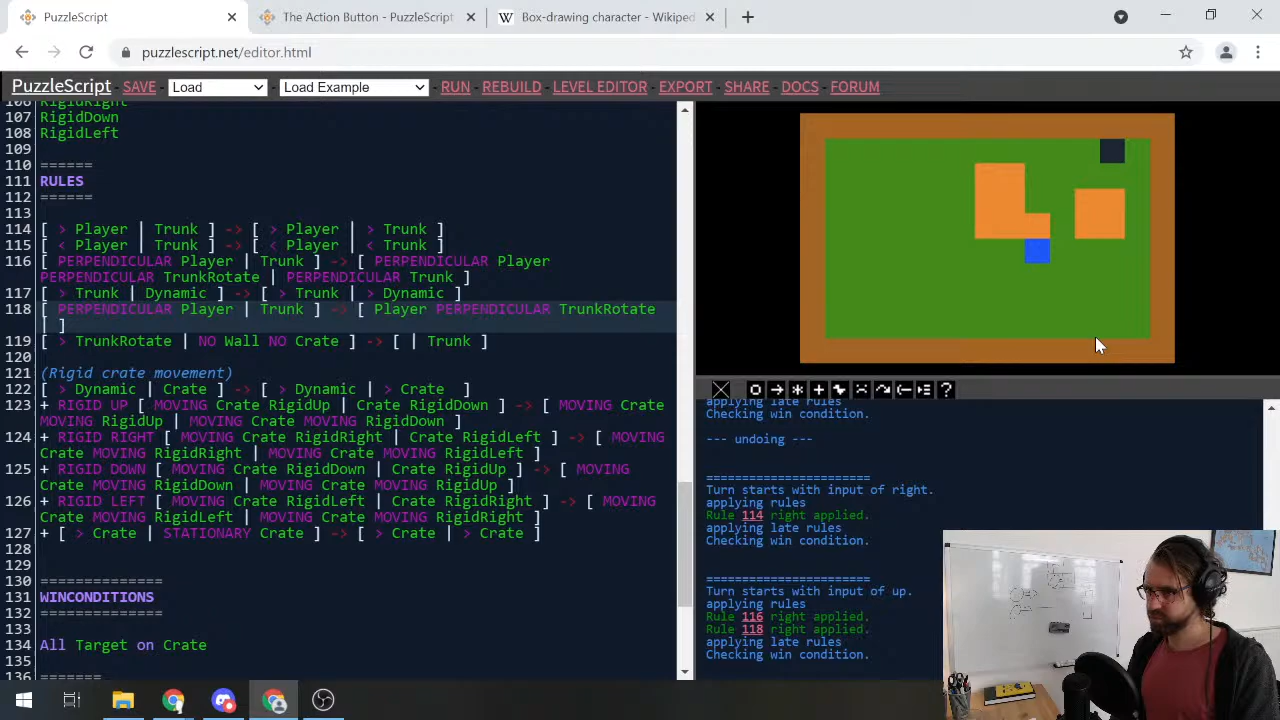 PuzzleScript
The Action Button - PuzzleScript
Box-drawing character - Wikiped
puzzlescript.net/editor.html
PuzzleScript SAVE Load Load Example RUN - REBUILD - LEVEL EDITOR - EXPORT - SHARE - DOCS - FORUM
106 RigidRight
107 RigidDown
108 RigidLeft
109
110 ======
111 RULES
112 ======
113
114 [ > Player | Trunk ] -> [ > Player | > Trunk ]
115 [ < Player | Trunk ] -> [ < Player | < Trunk ]
116 [ PERPENDICULAR Player | Trunk ] -> [ PERPENDICULAR Player
PERPENDICULAR TrunkRotate | PERPENDICULAR Trunk ]
117 [ > Trunk | Dynamic ] -> [ > Trunk | > Dynamic ]
118 [ PERPENDICULAR Player | Trunk ] -> [ Player PERPENDICULAR TrunkRotate
| ]
119 [ > TrunkRotate | NO Wall NO Crate ] -> [ | Trunk ]
120
121 (Rigid crate movement)
122 [ > Dynamic | Crate ] -> [ > Dynamic | > Crate ]
123 + RIGID UP [ MOVING Crate RigidUp | Crate RigidDown ] -> [ MOVING Crate
MOVING RigidUp | MOVING Crate MOVING RigidDown ]
124 + RIGID RIGHT [ MOVING Crate RigidRight | Crate RigidLeft ] -> [ MOVING
Crate MOVING RigidRight | MOVING Crate MOVING RigidLeft ]
125 + RIGID DOWN [ MOVING Crate RigidDown | Crate RigidUp ] -> [ MOVING
Crate MOVING RigidDown | MOVING Crate MOVING RigidUp ]
126 + RIGID LEFT [ MOVING Crate RigidLeft | Crate RigidRight ] -> [ MOVING
Crate MOVING RigidLeft | MOVING Crate MOVING RigidRight ]
127 + [ > Crate | STATIONARY Crate ] -> [ > Crate | > Crate ]
128
129
130 ==============
131 WINCONDITIONS
132 ==============
133
134 All Target on Crate
135
136 =======
applying late rules
Checking win condition.
--- undoing ---
=======================
Turn starts with input of right.
applying rules
Rule 114 right applied.
applying late rules
Checking win condition.
=======================
Turn starts with input of up.
applying rules
Rule 116 right applied.
Rule 118 right applied.
applying late rules
Checking win condition.